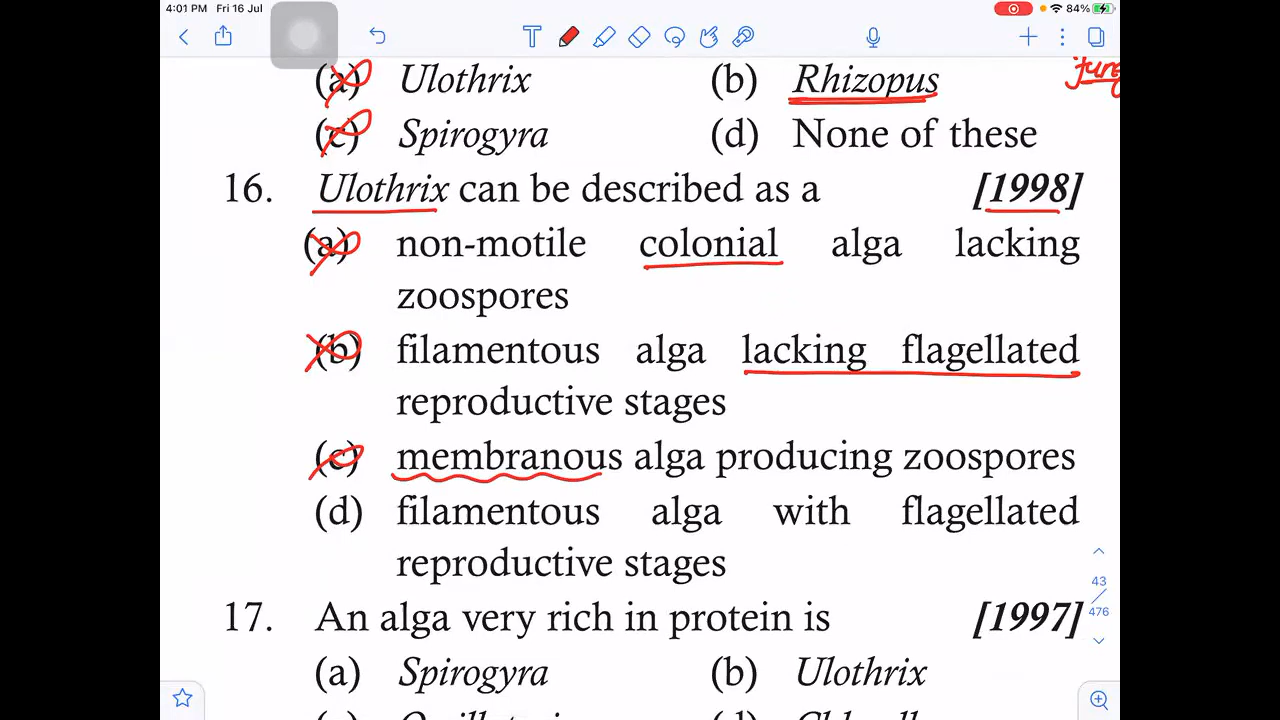 4:01 PM Fri 16 Jul 84%
T
(a) Ulothrix (b) Rhizopus
(c) Spirogyra (d) None of these
16. Ulothrix can be described as a [1998]
(a) non-motile colonial alga lacking
zoospores
(b) filamentous alga lacking flagellated
reproductive stages
(c) membranous alga producing zoospores
(d) filamentous alga with flagellated
reproductive stages
43
476
17. An alga very rich in protein is [1997]
(a) Spirogyra (b) Ulothrix